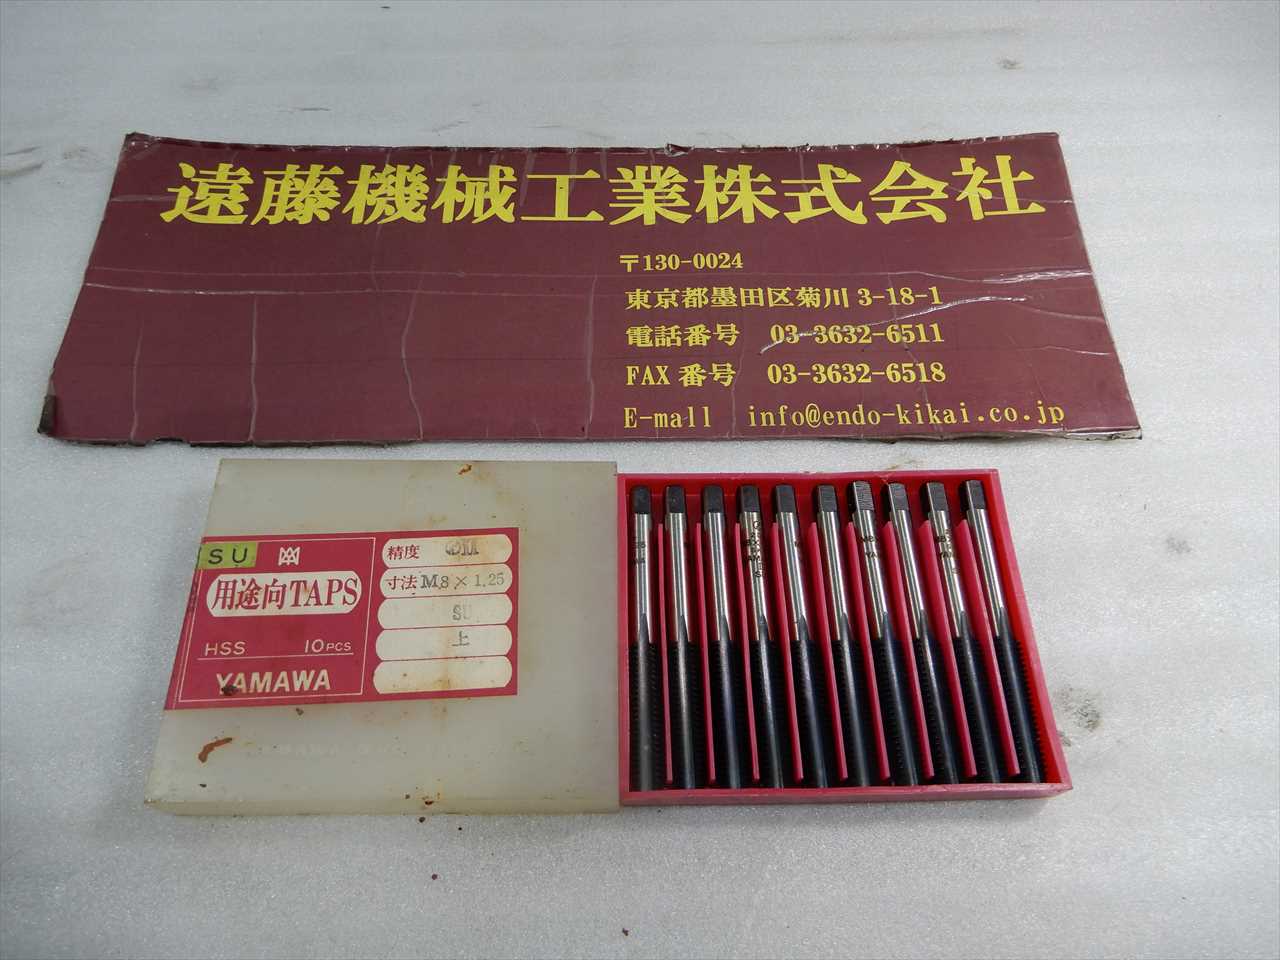 遠藤機械工業株式会社
〒130-0024
東京都墨田区菊川 3-18-1
電話番号 03-3632-6511
FAX 番号 03-3632-6518
E-mall info@endo-kikai.co.jp
SU
用途向TAPS
HSS 10PCS
YAMAWA
精度
寸法 M8×1.25
SU
上